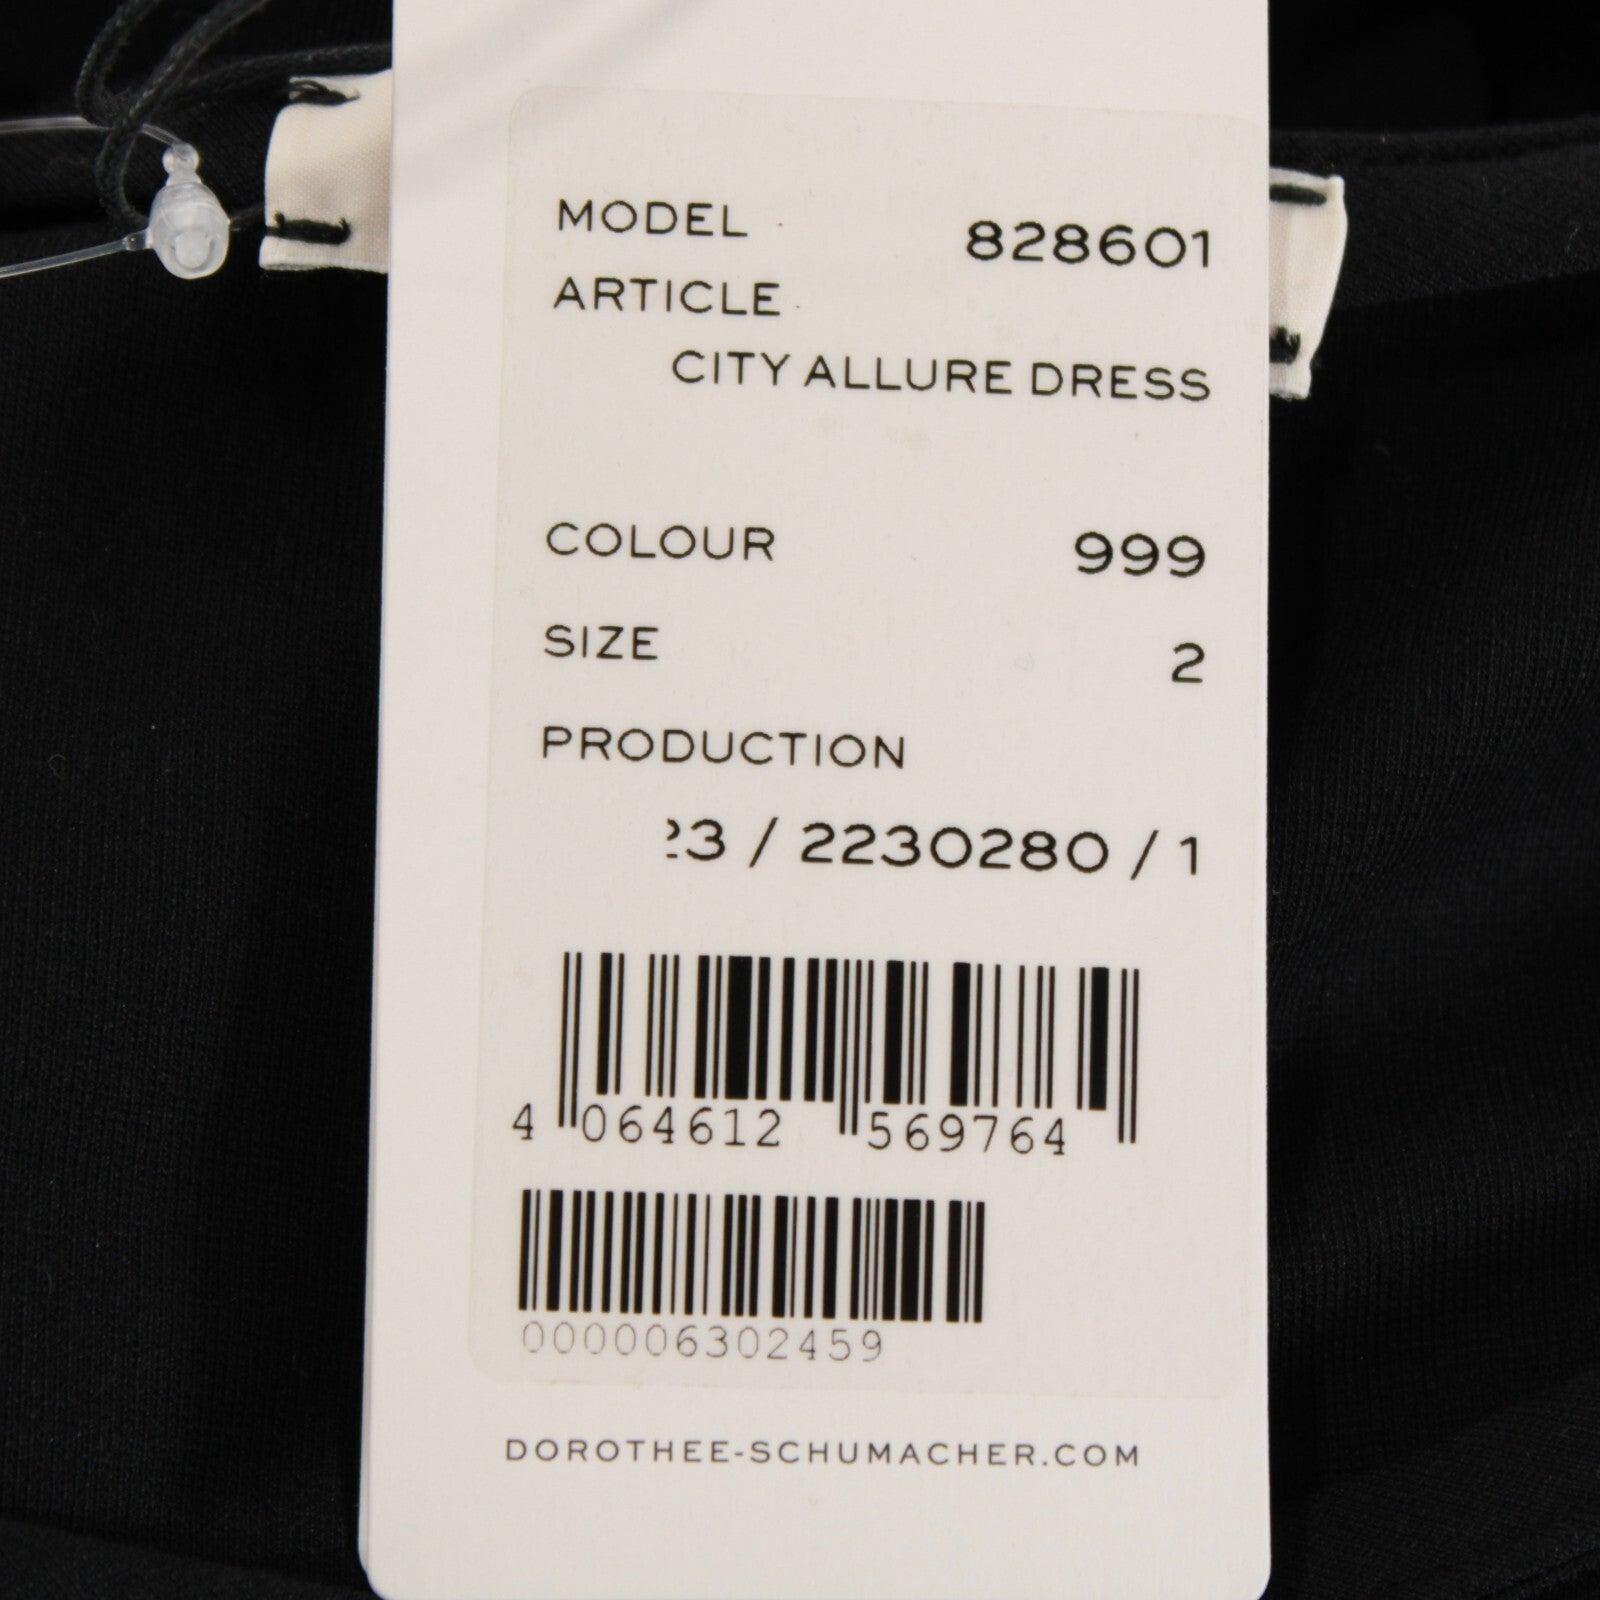 MODEL 828601
ARTICLE
CITY ALLURE DRESS
COLOUR 999
SIZE 2
PRODUCTION
23 / 2230280 / 1
4 064612 569764
000006302459
DOROTHEE-SCHUMACHER.COM